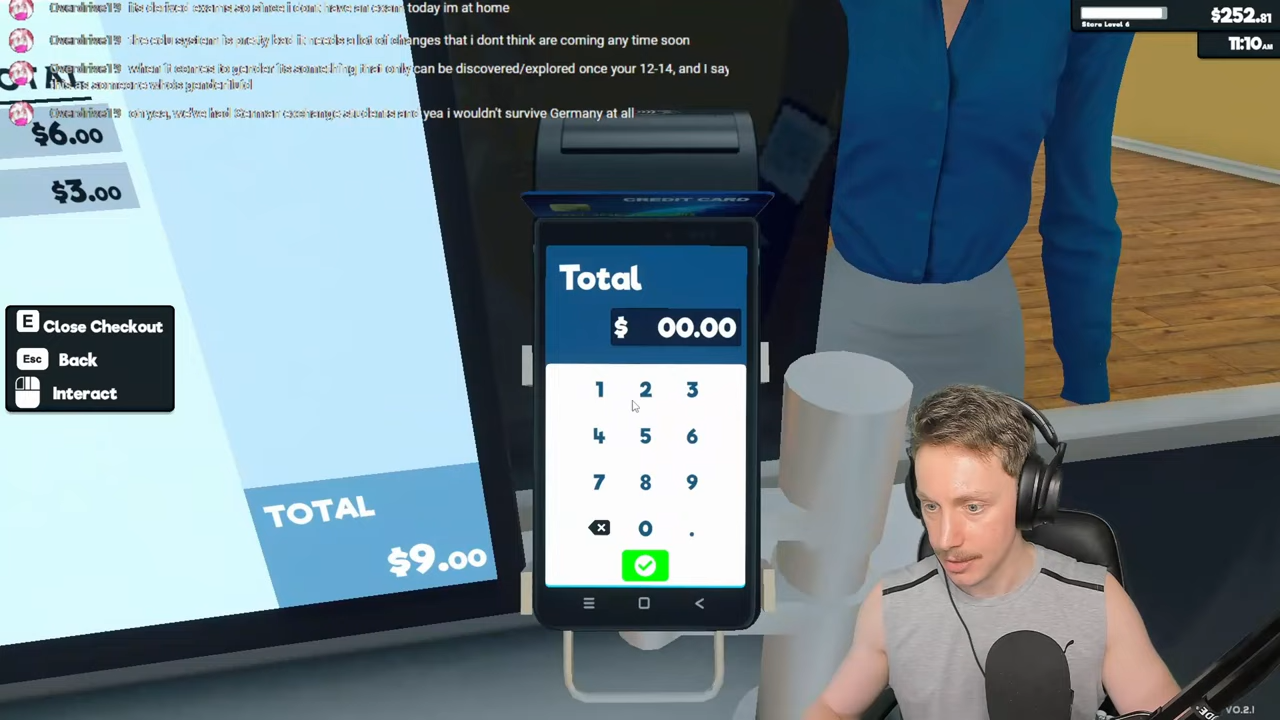 Overdrive19 its derived exams so since i dont have an exam today im at home
Overdrive19 the edu system is pretty bad it needs a lot of changes that i dont think are coming any time soon
Overdrive19 when it comes to gender its something that only can be discovered/explored once your 12-14, and I say
this as someone who's genderfluid
Overdrive19 oh yea, we've had German exchange students and yea i wouldn't survive Germany at all
$252.81
Store Level 6
11:10 AM
$6.00
$3.00
CREDIT CARD
Total
$ 00.00
E Close Checkout
Esc Back
Interact
1 2 3
4 5 6
7 8 9
0 .
TOTAL
$9.00
V0.2.1